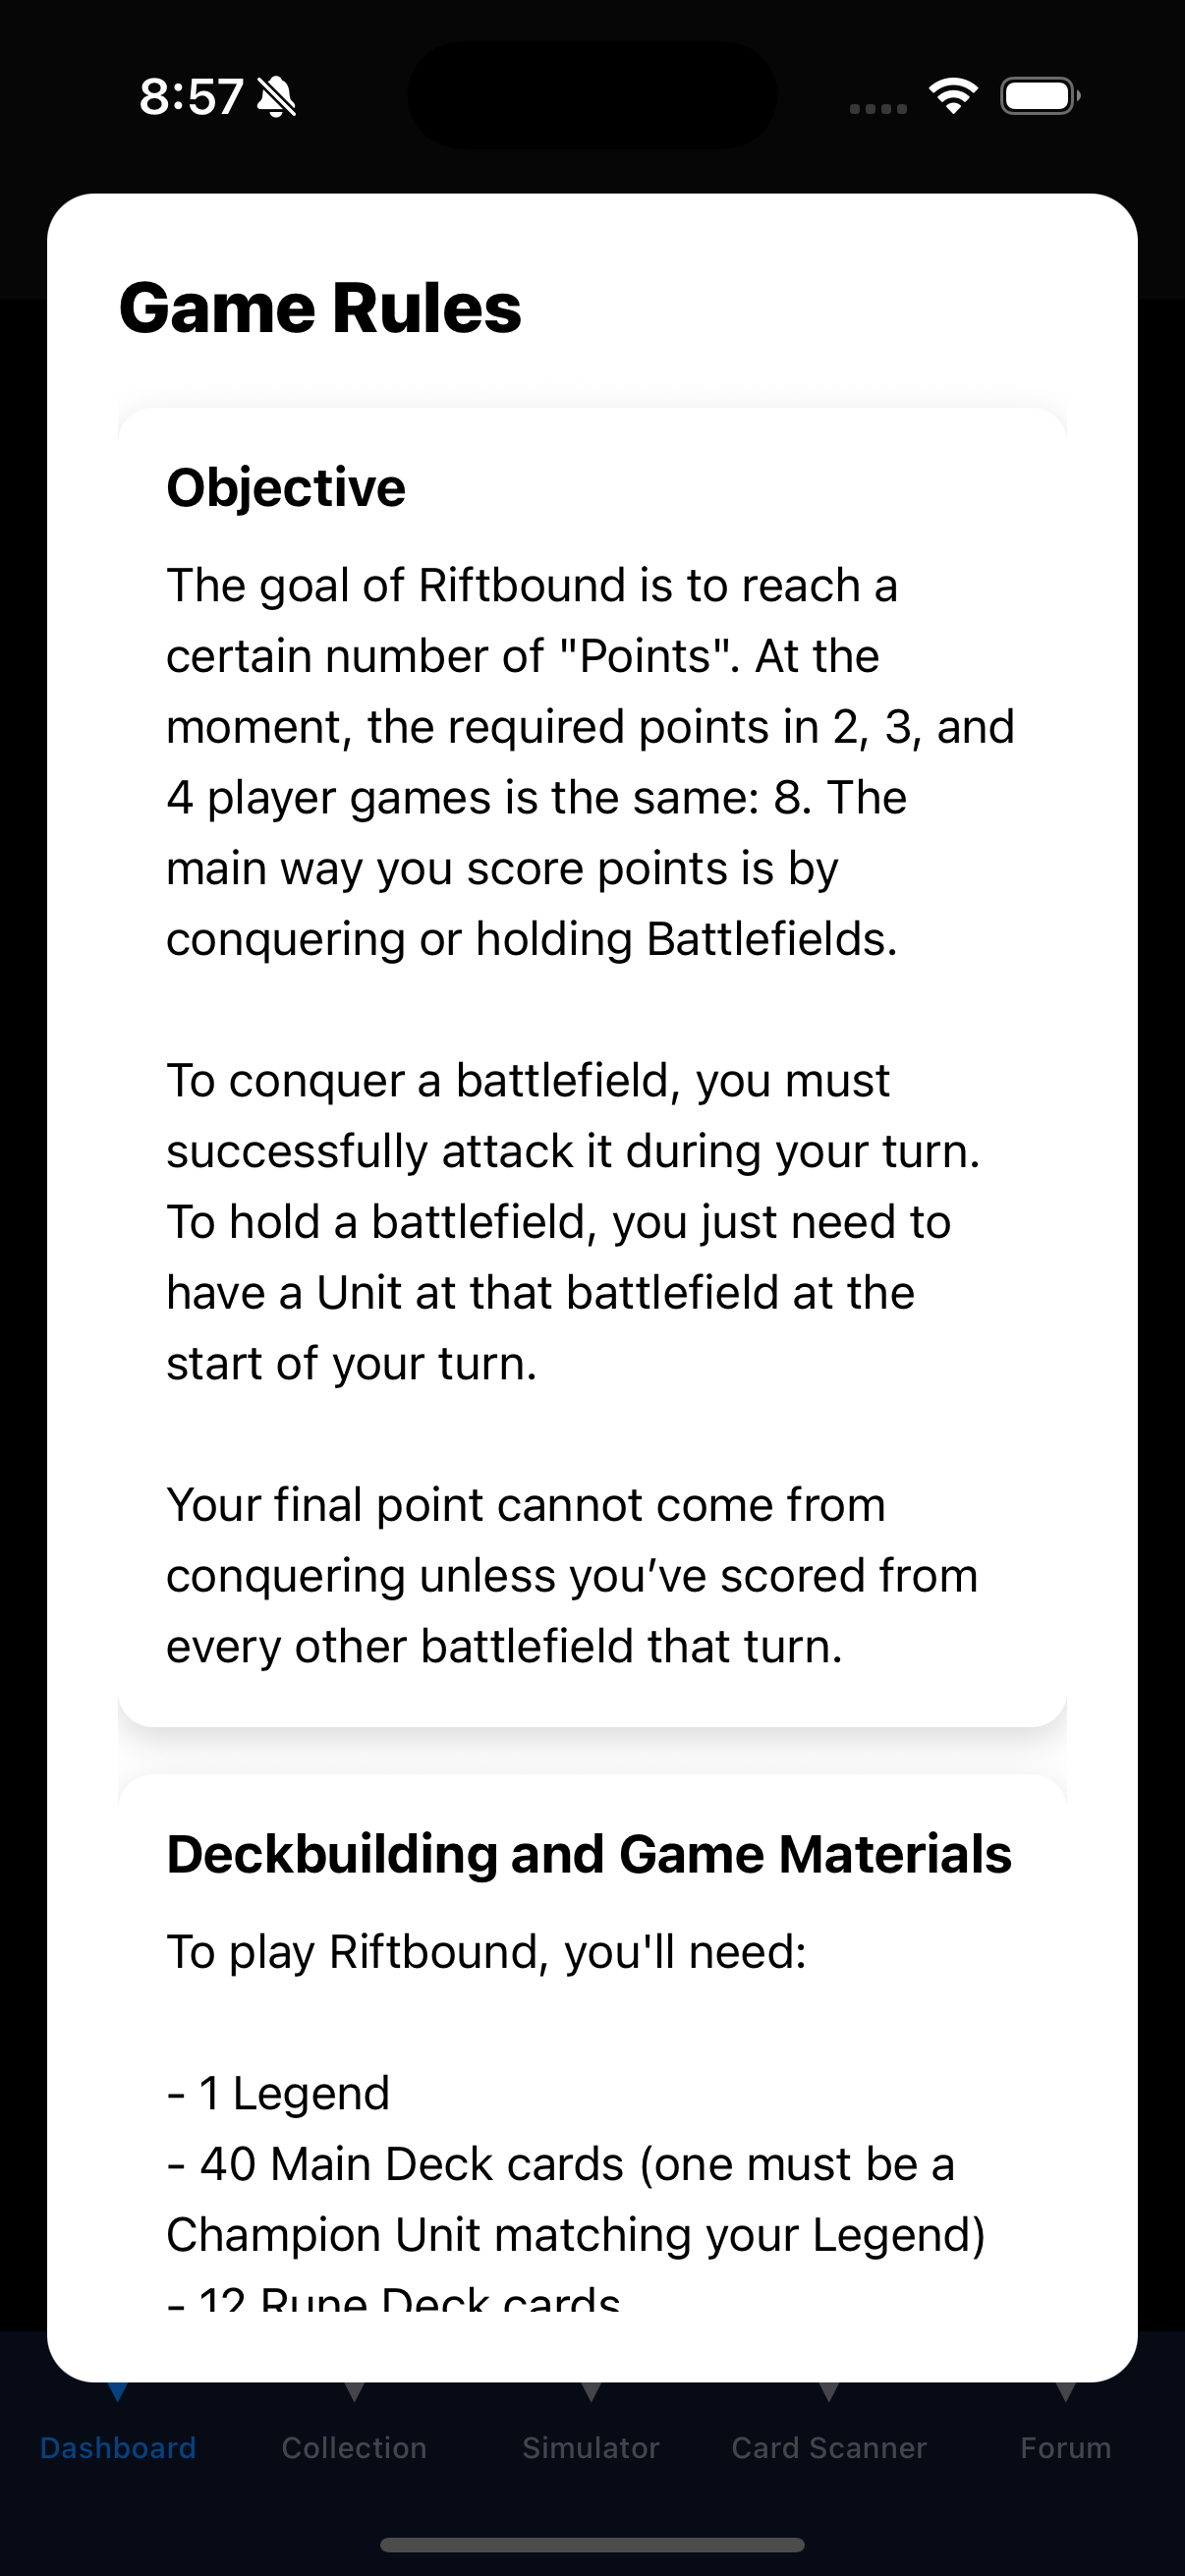 8:57
Game Rules
Objective
The goal of Riftbound is to reach a
certain number of "Points". At the
moment, the required points in 2, 3, and
4 player games is the same: 8. The
main way you score points is by
conquering or holding Battlefields.
To conquer a battlefield, you must
successfully attack it during your turn.
To hold a battlefield, you just need to
have a Unit at that battlefield at the
start of your turn.
Your final point cannot come from
conquering unless you’ve scored from
every other battlefield that turn.
Deckbuilding and Game Materials
To play Riftbound, you'll need:
- 1 Legend
- 40 Main Deck cards (one must be a
Champion Unit matching your Legend)
- 12 Rune Deck cards
Dashboard
Collection
Simulator
Card Scanner
Forum